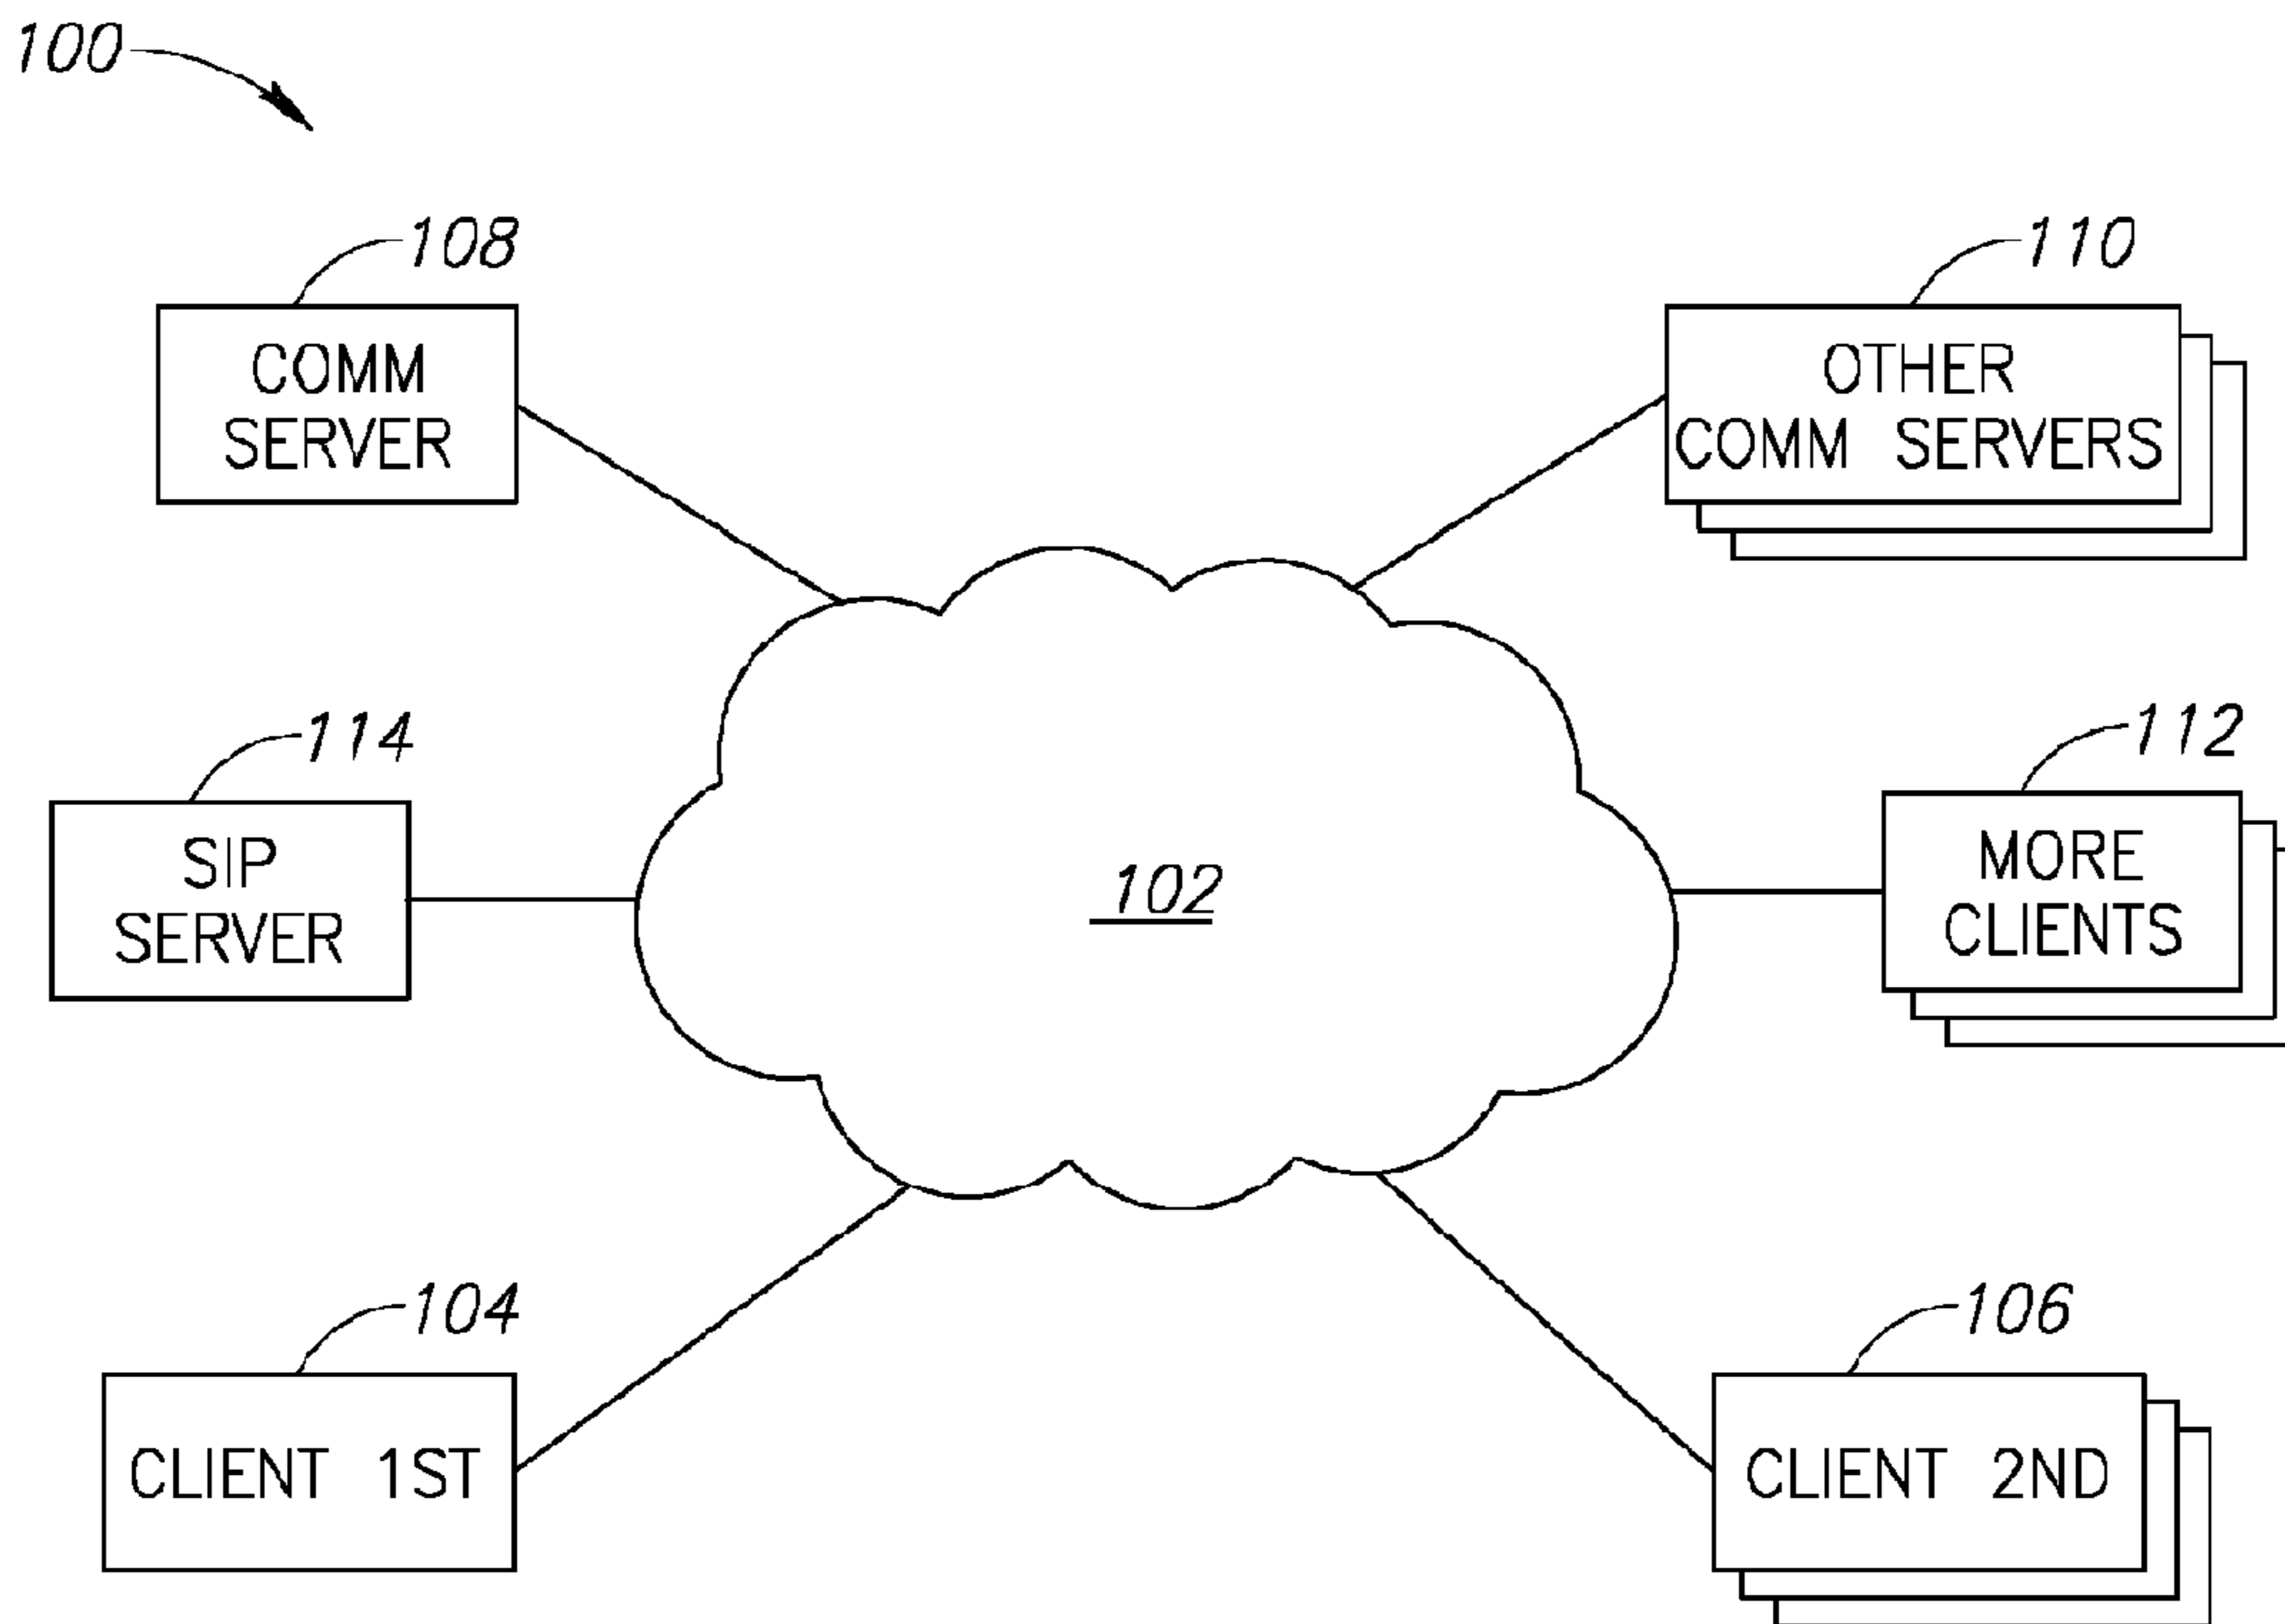 100
108
110
COMM
SERVER
OTHER
COMM SERVERS
114
112
SIP
SERVER
102
MORE
CLIENTS
104
106
CLIENT 1ST
CLIENT 2ND